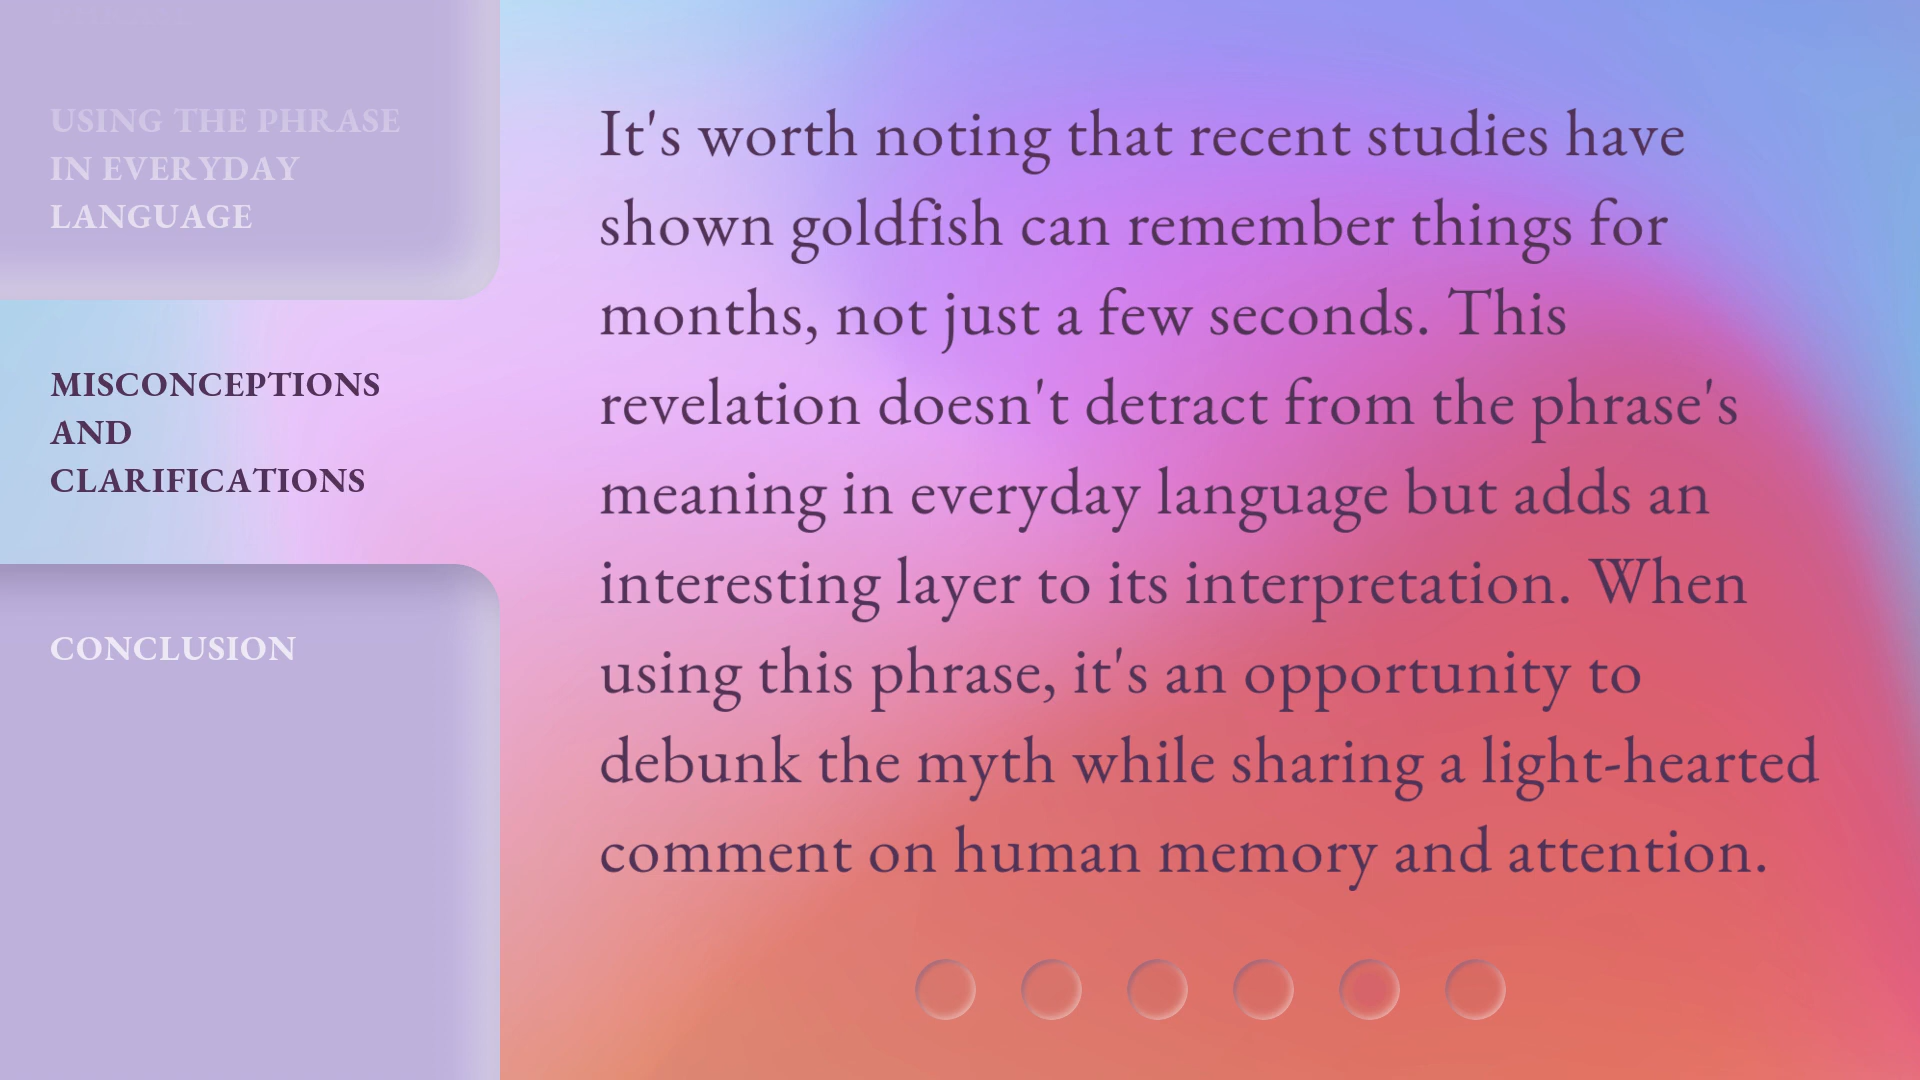 USING THE PHRASE
IN EVERYDAY
LANGUAGE
MISCONCEPTIONS
AND
CLARIFICATIONS
CONCLUSION
It's worth noting that recent studies have
shown goldfish can remember things for
months, not just a few seconds. This
revelation doesn't detract from the phrase's
meaning in everyday language but adds an
interesting layer to its interpretation. When
using this phrase, it's an opportunity to
debunk the myth while sharing a light-hearted
comment on human memory and attention.